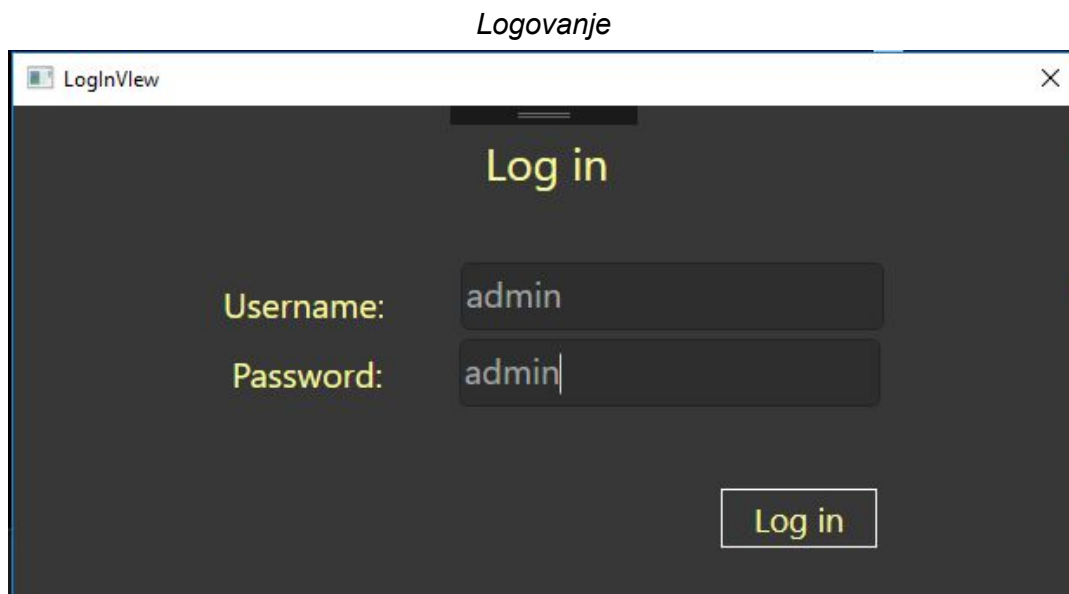 Logovanje
LogInVIew
Log in
Username:
admin
Password:
admin
Log in